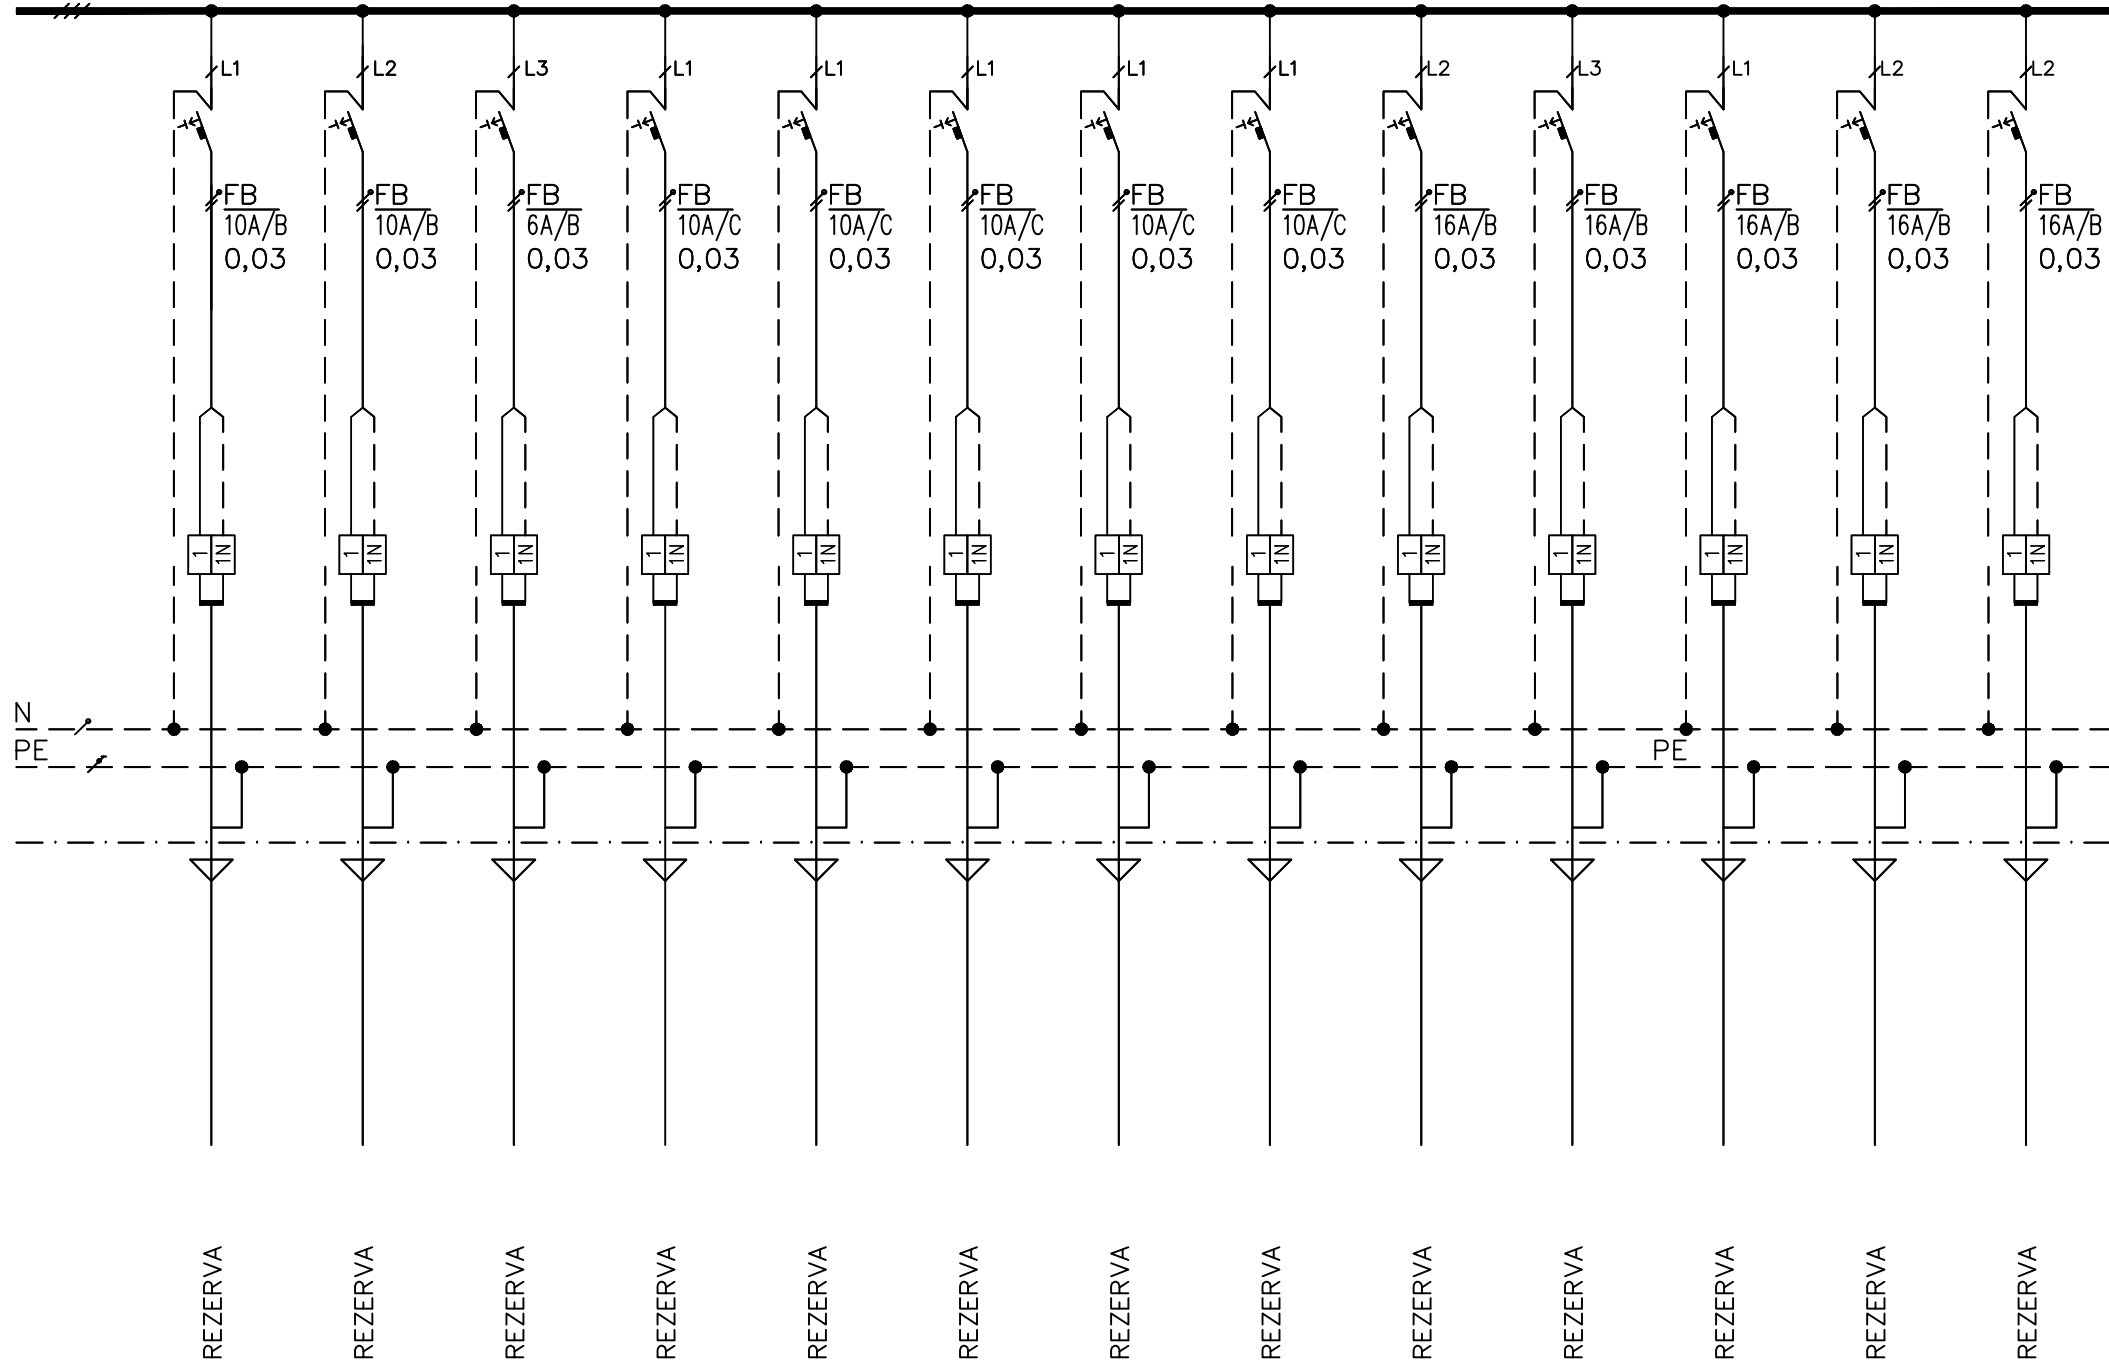 L1 L2 L3 L1 L1 L1 L1 L1 L2 L3 L1 L2 L2
FB FB FB FB FB FB FB FB FB FB FB FB FB
10A/B 10A/B 6A/B 10A/C 10A/C 10A/C 10A/C 10A/C 16A/B 16A/B 16A/B 16A/B 16A/B
0,03 0,03 0,03 0,03 0,03 0,03 0,03 0,03 0,03 0,03 0,03 0,03 0,03
1 1N 1 1N 1 1N 1 1N 1 1N 1 1N 1 1N 1 1N 1 1N 1 1N 1 1N 1 1N 1 1N
N
PE PE
REZERVA REZERVA REZERVA REZERVA REZERVA REZERVA REZERVA REZERVA REZERVA REZERVA REZERVA REZERVA REZERVA